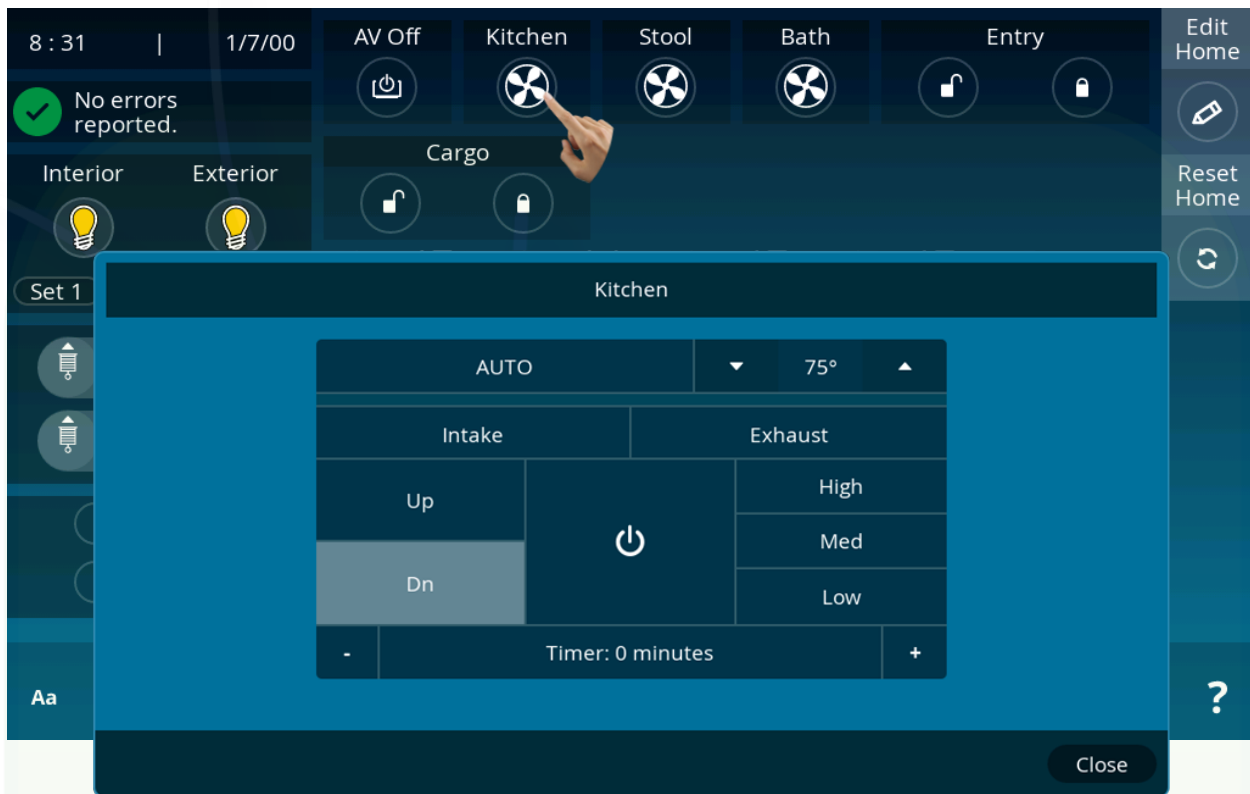 8 : 31 | 1/7/00
AV Off
Kitchen
Stool
Bath
Entry
Edit
Home
No errors
reported.
Cargo
Interior
Exterior
Reset
Home
Set 1
Kitchen
AUTO
75°
Intake
Exhaust
Up
High
Med
Dn
Low
- Timer: 0 minutes +
Aa
?
Close